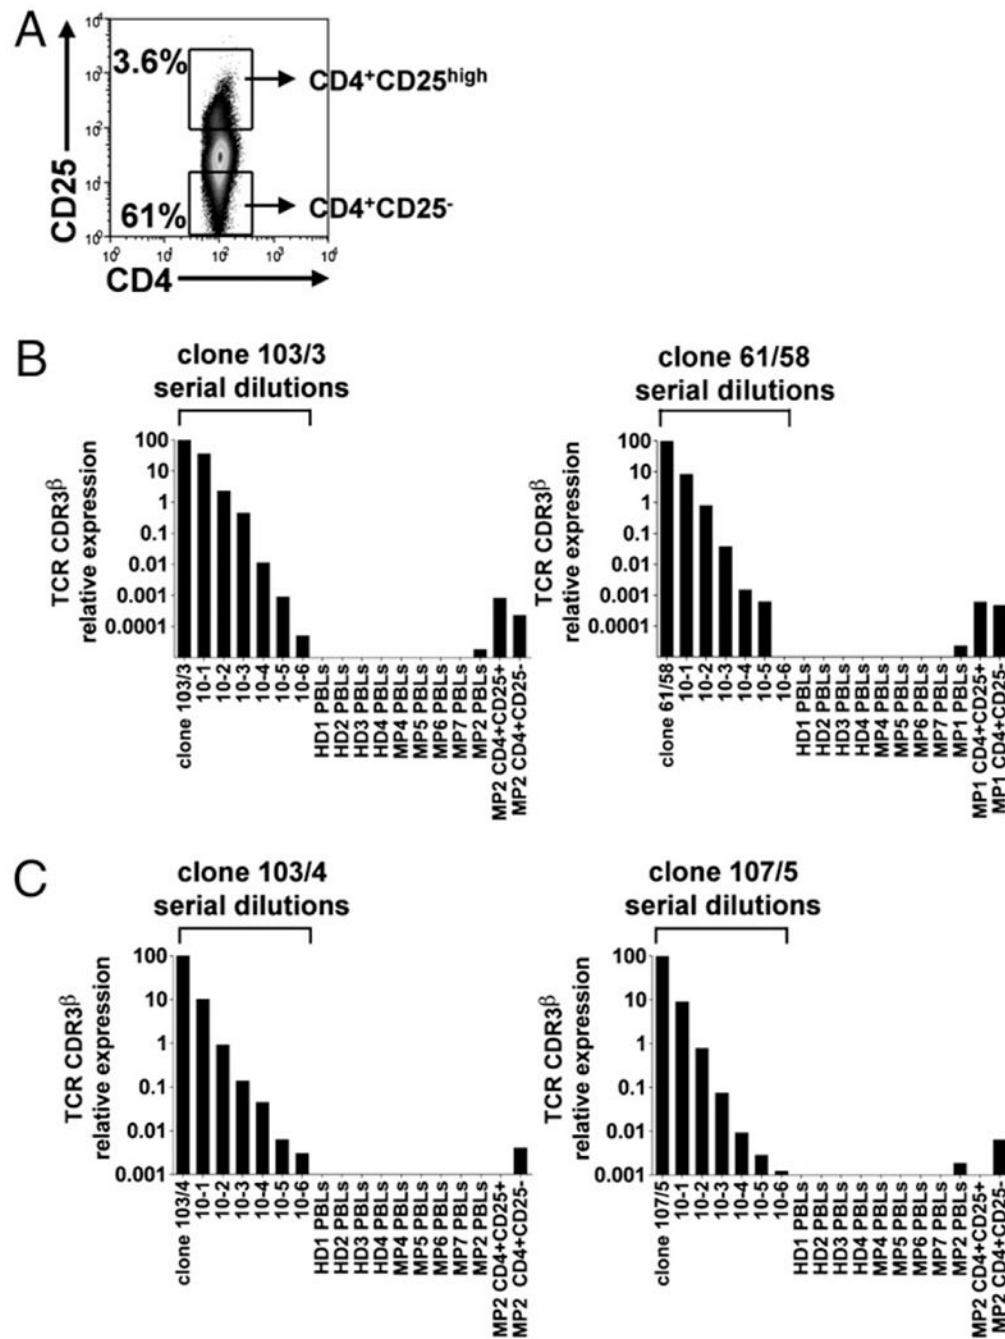 A
CD25
10⁴
10³
10²
10¹
10⁰
3.6%
61%
CD4⁺CD25ʰⁱᵍʰ
CD4⁺CD25⁻
10⁰ 10¹ 10² 10³ 10⁴
CD4
B
clone 103/3
serial dilutions
TCR CDR3β
relative expression
100
10
1
0.1
0.01
0.001
0.0001
clone 103/3
10-1
10-2
10-3
10-4
10-5
10-6
HD1 PBLs
HD2 PBLs
HD3 PBLs
HD4 PBLs
MP4 PBLs
MP5 PBLs
MP6 PBLs
MP7 PBLs
MP2 PBLs
MP2 CD4+CD25+
MP2 CD4+CD25-
clone 61/58
serial dilutions
TCR CDR3β
relative expression
100
10
1
0.1
0.01
0.001
0.0001
clone 61/58
10-1
10-2
10-3
10-4
10-5
10-6
HD1 PBLs
HD2 PBLs
HD3 PBLs
HD4 PBLs
MP4 PBLs
MP5 PBLs
MP6 PBLs
MP7 PBLs
MP1 PBLs
MP1 CD4+CD25+
MP1 CD4+CD25-
C
clone 103/4
serial dilutions
TCR CDR3β
relative expression
100
10
1
0.1
0.01
0.001
clone 103/4
10-1
10-2
10-3
10-4
10-5
10-6
HD1 PBLs
HD2 PBLs
HD3 PBLs
HD4 PBLs
MP4 PBLs
MP5 PBLs
MP6 PBLs
MP7 PBLs
MP2 PBLs
MP2 CD4+CD25+
MP2 CD4+CD25-
clone 107/5
serial dilutions
TCR CDR3β
relative expression
100
10
1
0.1
0.01
0.001
clone 107/5
10-1
10-2
10-3
10-4
10-5
10-6
HD1 PBLs
HD2 PBLs
HD3 PBLs
HD4 PBLs
MP4 PBLs
MP5 PBLs
MP6 PBLs
MP7 PBLs
MP2 PBLs
MP2 CD4+CD25+
MP2 CD4+CD25-